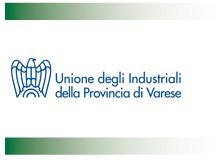 Unione degli Industriali
della Provincia di Varese